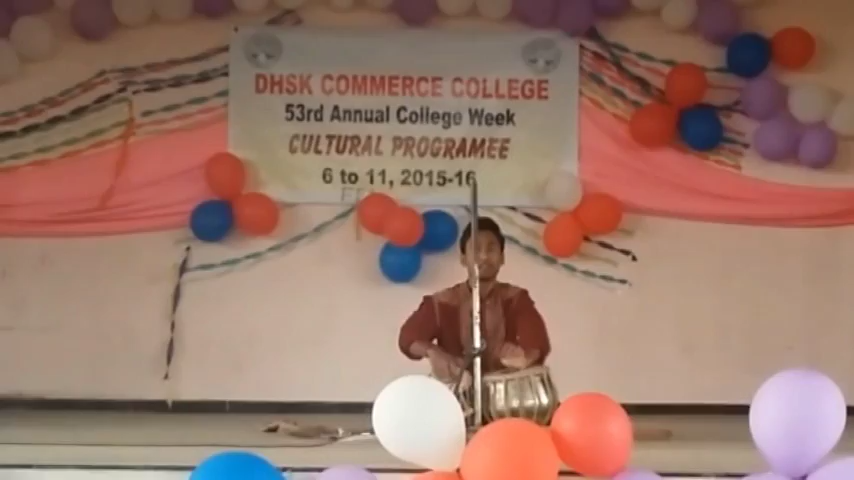 DHSK COMMERCE COLLEGE
53rd Annual College Week
CULTURAL PROGRAMEE
6 to 11, 2015-16